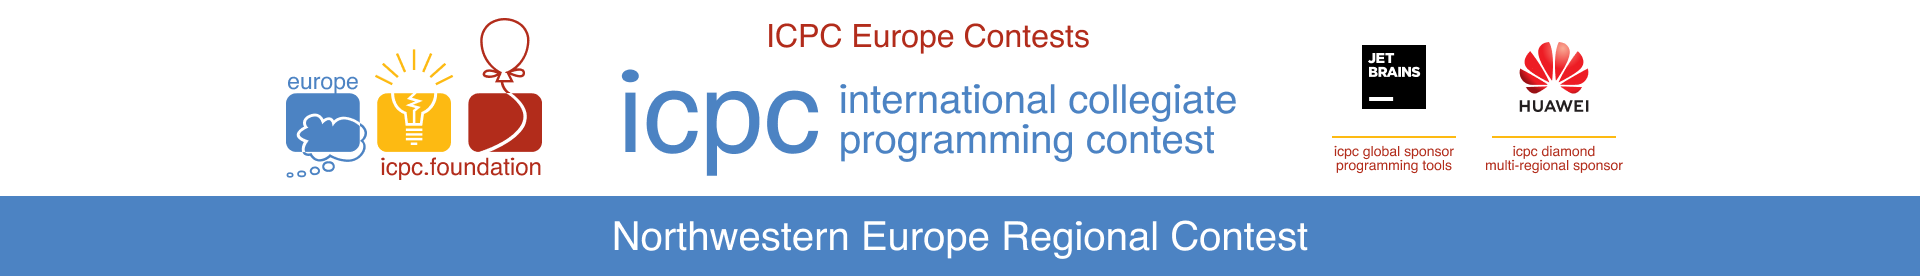 ICPC Europe Contests
europe
icpc.foundation
icpc
international collegiate
programming contest
JET
BRAINS
HUAWEI
icpc global sponsor
programming tools
icpc diamond
multi-regional sponsor
Northwestern Europe Regional Contest